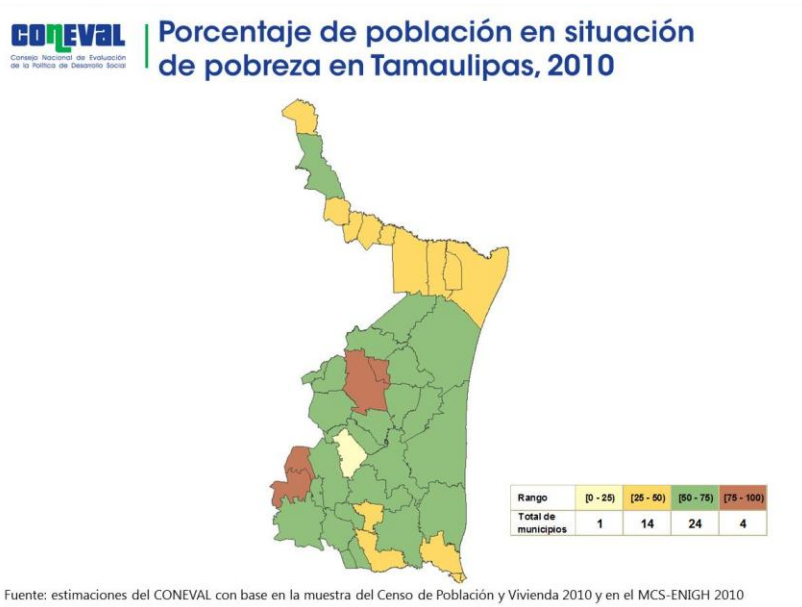 CONEVAL
Consejo Nacional de Evaluación
de la Política de Desarrollo Social
Porcentaje de población en situación
de pobreza en Tamaulipas, 2010
Rango [0 - 25) [25 - 50) [50 - 75) [75 - 100)
Total de
municipios 1 14 24 4
Fuente: estimaciones del CONEVAL con base en la muestra del Censo de Población y Vivienda 2010 y en el MCS-ENIGH 2010